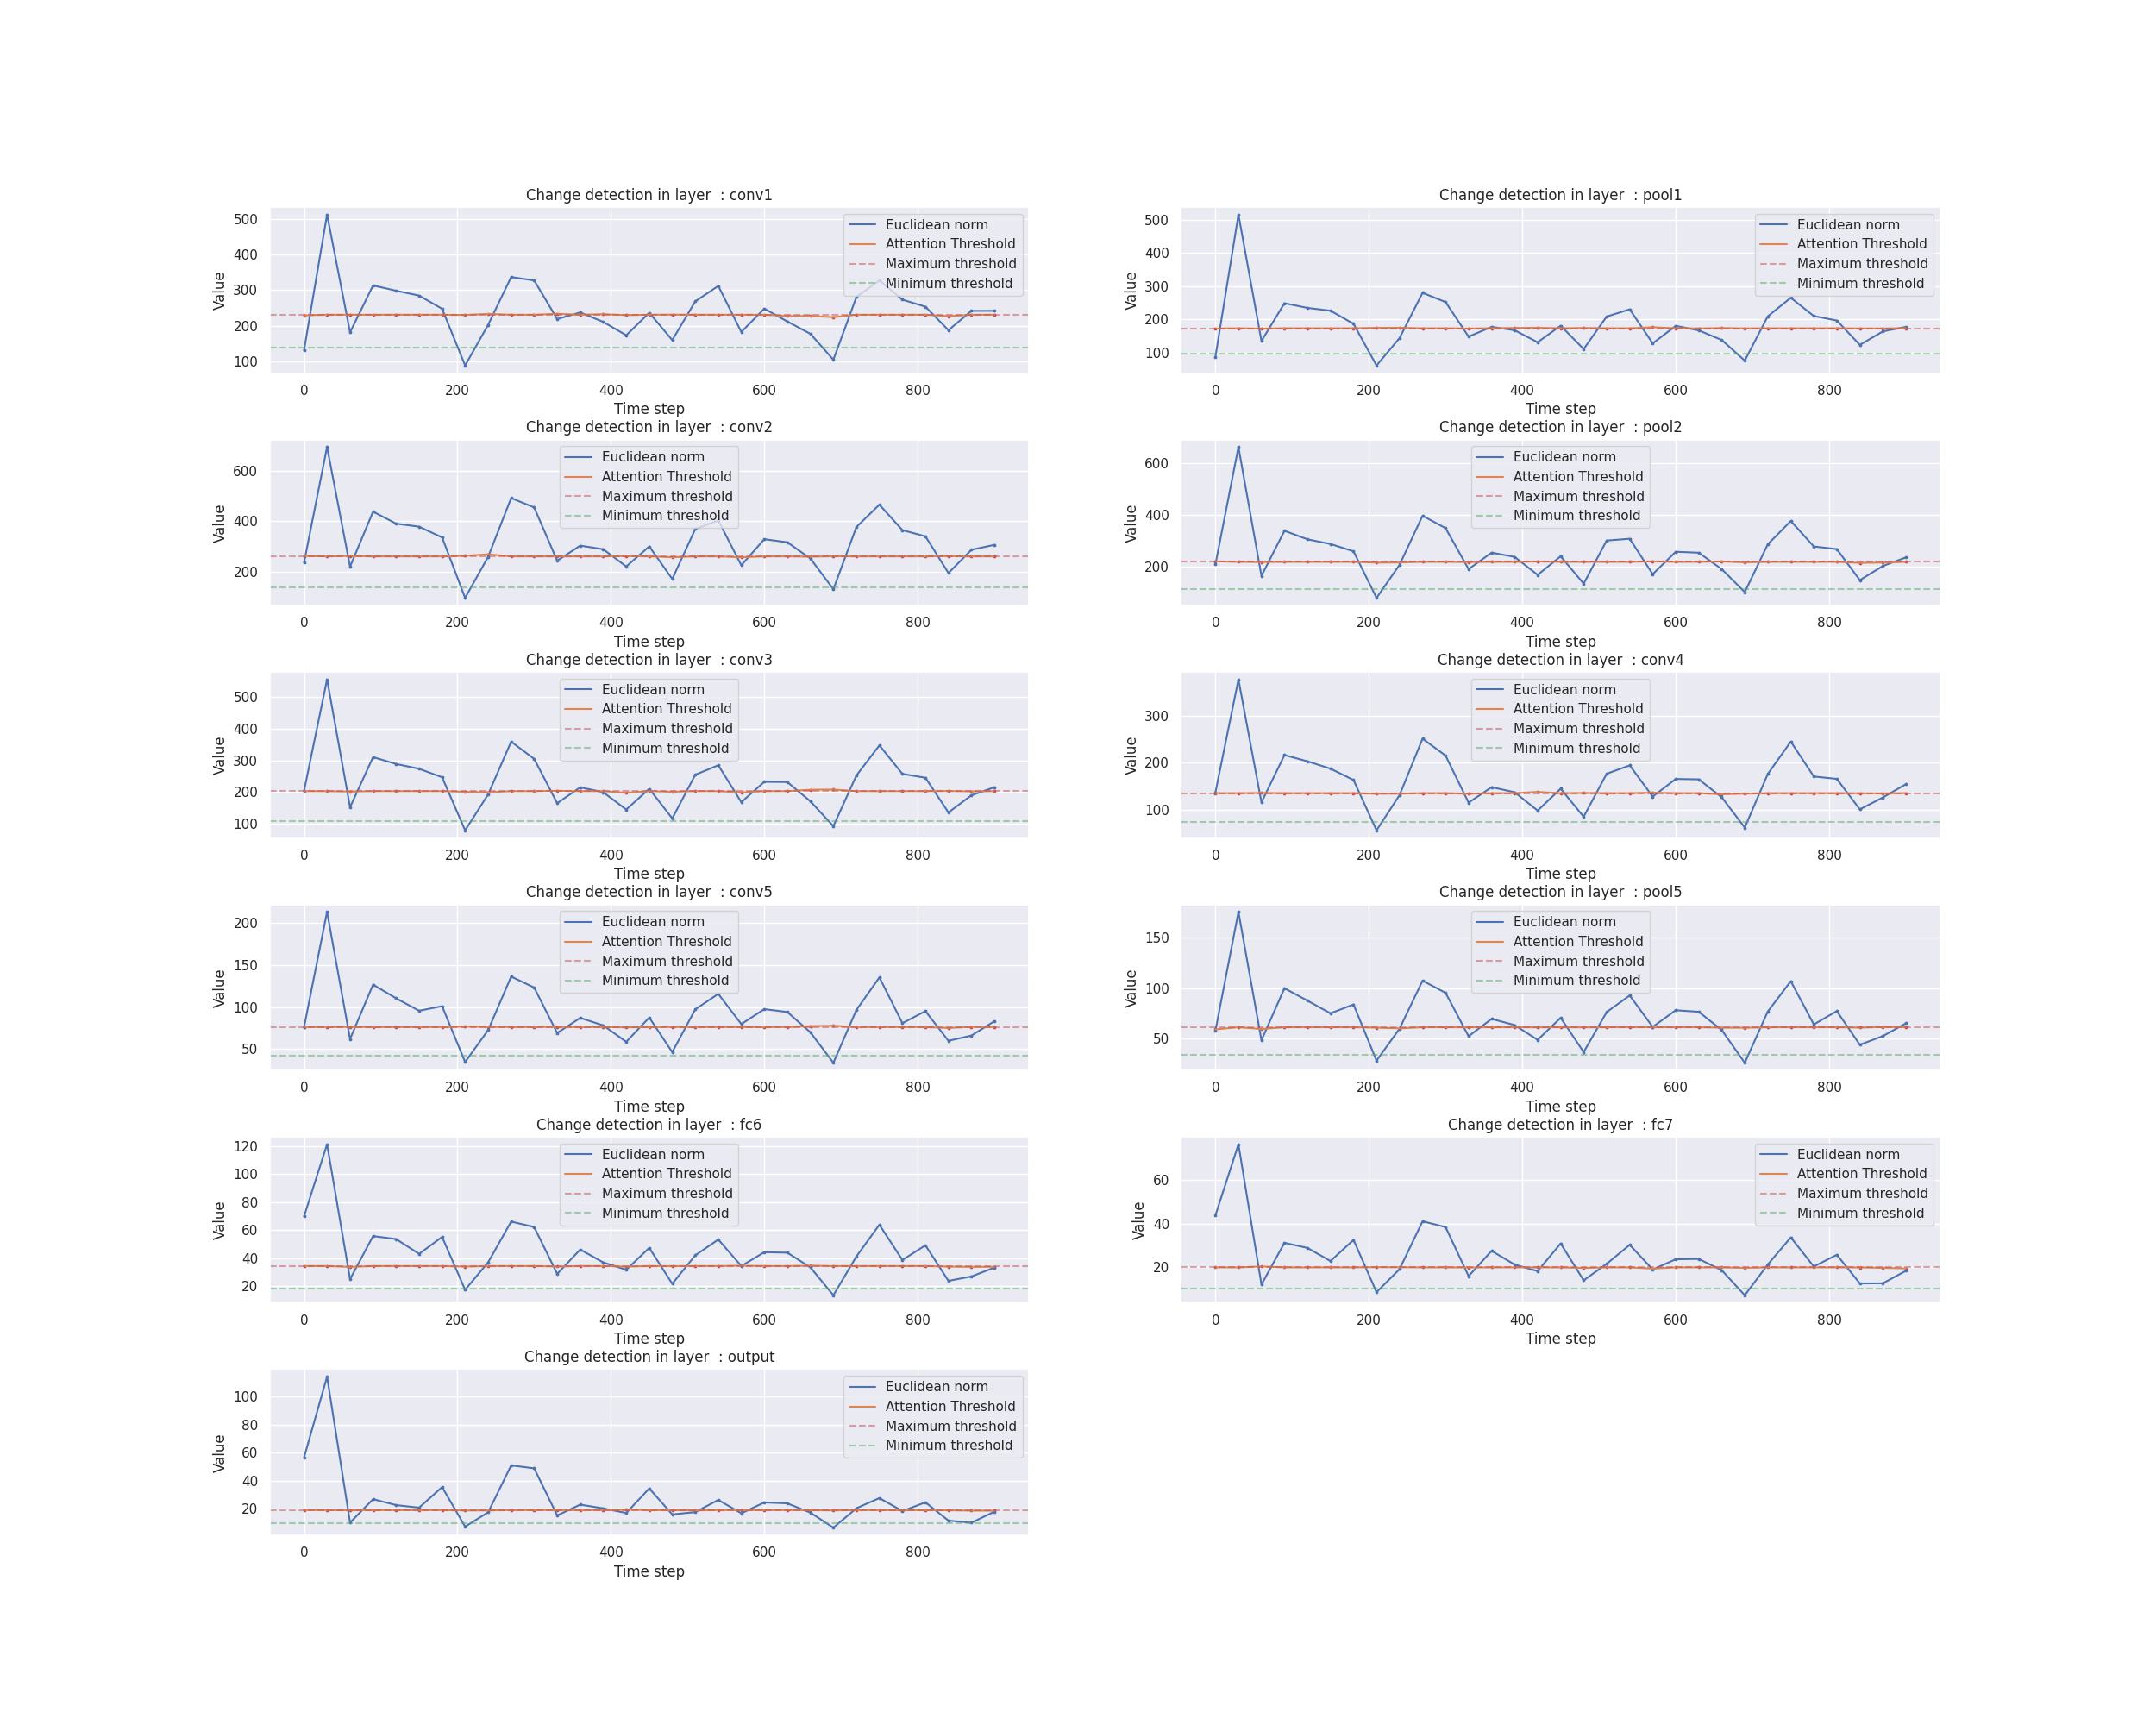 Change detection in layer  : conv1
Value
500
400
300
200
100
Euclidean norm
Attention Threshold
Maximum threshold
Minimum threshold
0
200
400
600
800
Time step
Change detection in layer  : pool1
Value
500
400
300
200
100
Euclidean norm
Attention Threshold
Maximum threshold
Minimum threshold
0
200
400
600
800
Time step
Change detection in layer  : conv2
Value
600
400
200
Euclidean norm
Attention Threshold
Maximum threshold
Minimum threshold
0
200
400
600
800
Time step
Change detection in layer  : pool2
Value
600
400
200
Euclidean norm
Attention Threshold
Maximum threshold
Minimum threshold
0
200
400
600
800
Time step
Change detection in layer  : conv3
Value
500
400
300
200
100
Euclidean norm
Attention Threshold
Maximum threshold
Minimum threshold
0
200
400
600
800
Time step
Change detection in layer  : conv4
Value
300
200
100
Euclidean norm
Attention Threshold
Maximum threshold
Minimum threshold
0
200
400
600
800
Time step
Change detection in layer  : conv5
Value
200
150
100
50
Euclidean norm
Attention Threshold
Maximum threshold
Minimum threshold
0
200
400
600
800
Time step
Change detection in layer  : pool5
Value
150
100
50
Euclidean norm
Attention Threshold
Maximum threshold
Minimum threshold
0
200
400
600
800
Time step
Change detection in layer  : fc6
Value
120
100
80
60
40
20
Euclidean norm
Attention Threshold
Maximum threshold
Minimum threshold
0
200
400
600
800
Time step
Change detection in layer  : fc7
Value
60
40
20
Euclidean norm
Attention Threshold
Maximum threshold
Minimum threshold
0
200
400
600
800
Time step
Change detection in layer  : output
Value
100
80
60
40
20
Euclidean norm
Attention Threshold
Maximum threshold
Minimum threshold
0
200
400
600
800
Time step